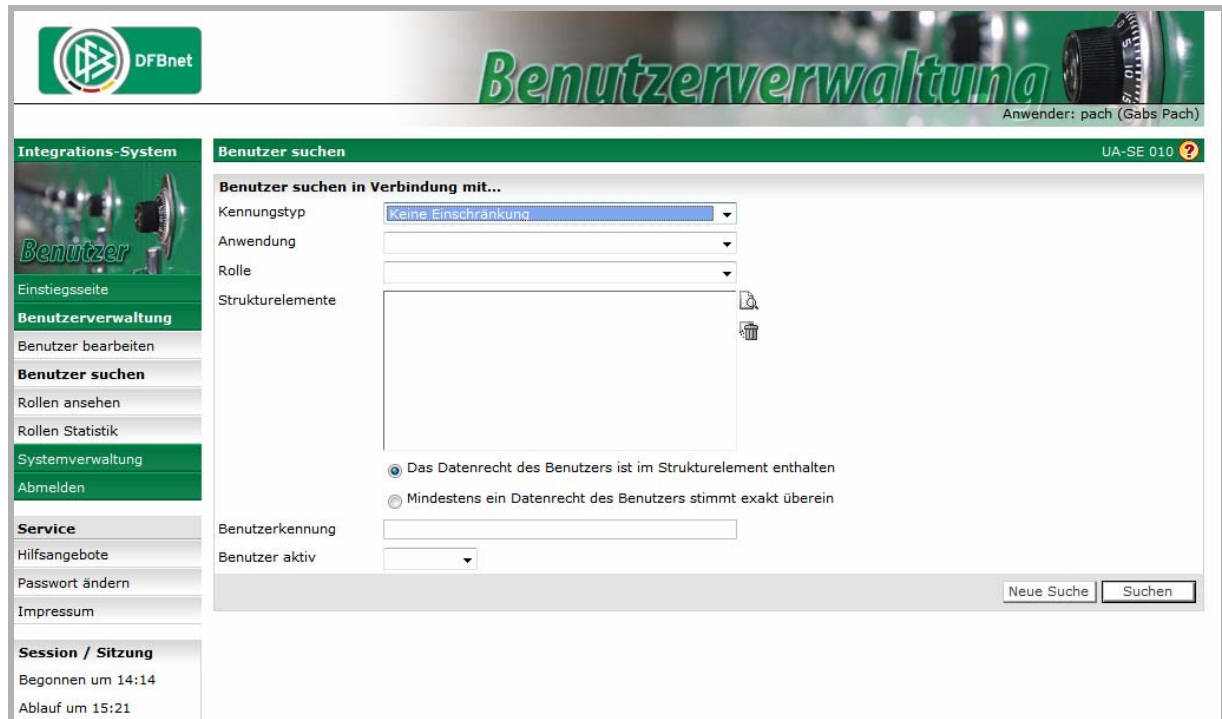 DFBnet
Benutzerverwaltung
Anwender: pach (Gabs Pach)
Integrations-System
Benutzer
Einstiegsseite
Benutzerverwaltung
Benutzer bearbeiten
Benutzer suchen
Rollen ansehen
Rollen Statistik
Systemverwaltung
Abmelden
Service
Hilfsangebote
Passwort ändern
Impressum
Session / Sitzung
Begonnen um 14:14
Ablauf um 15:21
Benutzer suchen UA-SE 010 ?
Benutzer suchen in Verbindung mit...
Kennungstyp Keine Einschränkung
Anwendung
Rolle
Strukturelemente
Das Datenrecht des Benutzers ist im Strukturelement enthalten
Mindestens ein Datenrecht des Benutzers stimmt exakt überein
Benutzerkennung
Benutzer aktiv
Neue Suche Suchen